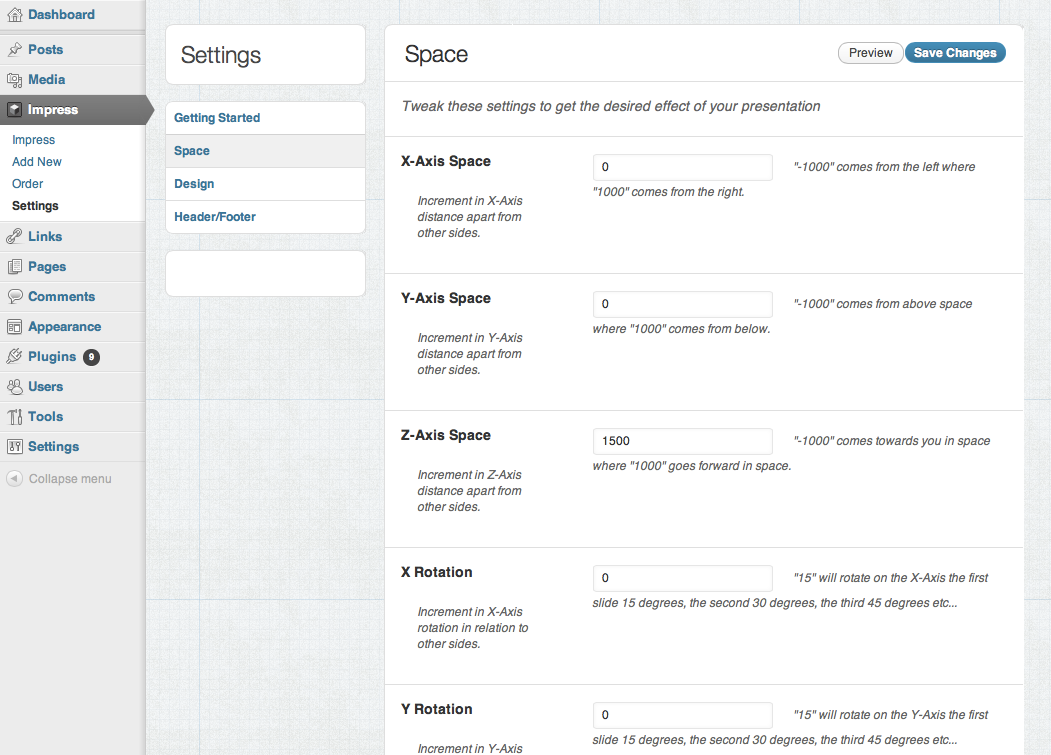 Dashboard
Posts
Media
Impress
Impress
Add New
Order
Settings
Links
Pages
Comments
Appearance
Plugins 9
Users
Tools
Settings
Collapse menu
Settings
Getting Started
Space
Design
Header/Footer
Space
Preview
Save Changes
Tweak these settings to get the desired effect of your presentation
X-Axis Space
Increment in X-Axis
distance apart from
other sides.
0
"-1000" comes from the left where
"1000" comes from the right.
Y-Axis Space
Increment in Y-Axis
distance apart from
other sides.
0
"-1000" comes from above space
where "1000" comes from below.
Z-Axis Space
Increment in Z-Axis
distance apart from
other sides.
1500
"-1000" comes towards you in space
where "1000" goes forward in space.
X Rotation
Increment in X-Axis
rotation in relation to
other sides.
0
"15" will rotate on the X-Axis the first
slide 15 degrees, the second 30 degrees, the third 45 degrees etc...
Y Rotation
Increment in Y-Axis
0
"15" will rotate on the Y-Axis the first
slide 15 degrees, the second 30 degrees, the third 45 degrees etc...